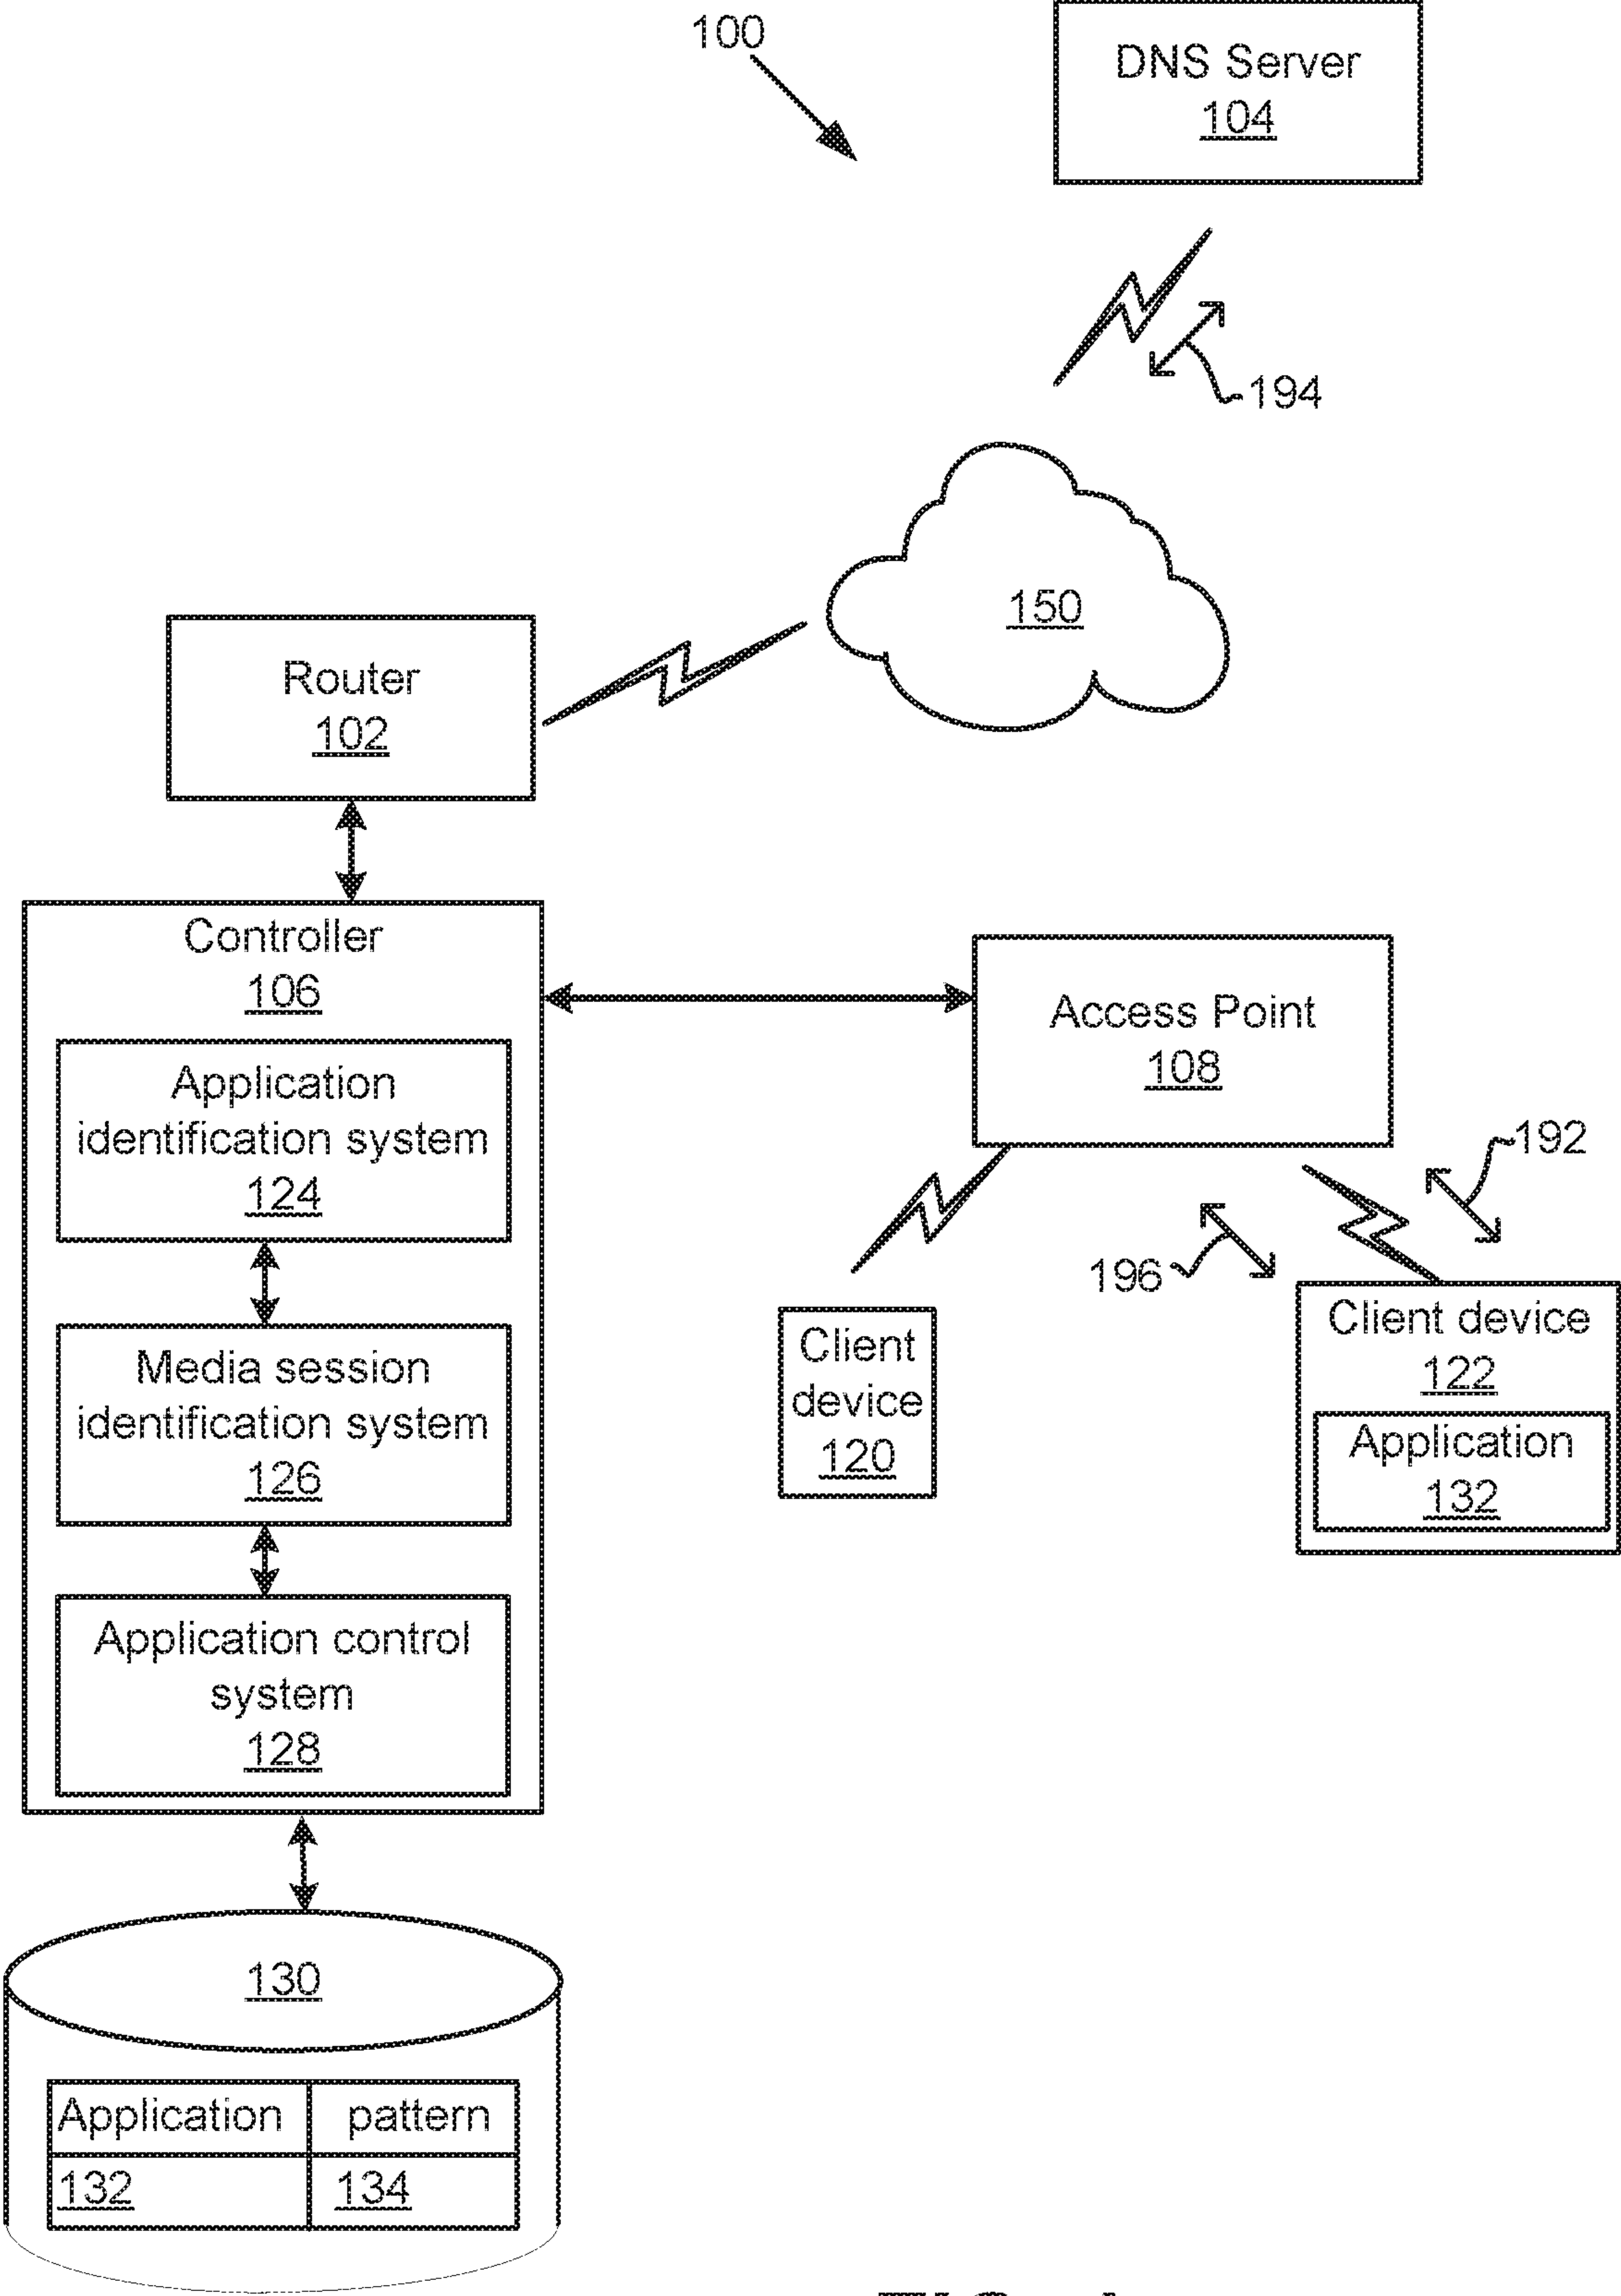 100
DNS Server
104
194
150
Router
102
Controller
106
Application
identification system
124
Media session
identification system
126
Application control
system
128
Access Point
108
192
196
Client
device
120
Client device
122
Application
132
130
Application pattern
132 134